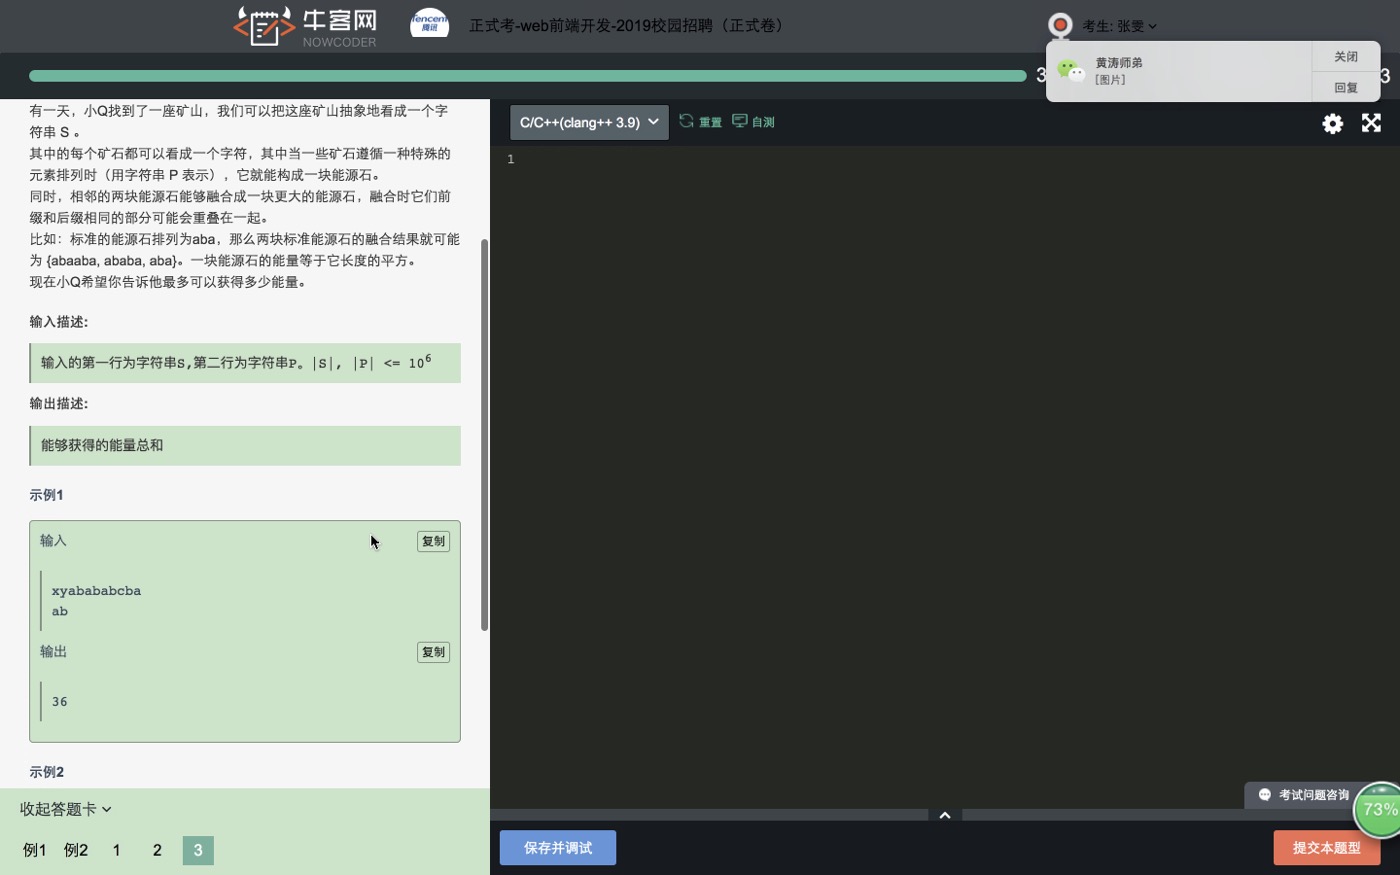 牛客网
NOWCODER
Tencent
腾讯
正式考-web前端开发-2019校园招聘（正式卷）
考生: 张雯
黄涛师弟
[图片]
关闭
回复
3
3
有一天，小Q找到了一座矿山，我们可以把这座矿山抽象地看成一个字
符串 S 。
其中的每个矿石都可以看成一个字符，其中当一些矿石遵循一种特殊的
元素排列时（用字符串 P 表示），它就能构成一块能源石。
同时，相邻的两块能源石能够融合成一块更大的能源石，融合时它们前
缀和后缀相同的部分可能会重叠在一起。
比如：标准的能源石排列为aba，那么两块标准能源石的融合结果就可能
为 {abaaba, ababa, aba}。一块能源石的能量等于它长度的平方。
现在小Q希望你告诉他最多可以获得多少能量。
输入描述:
输入的第一行为字符串S,第二行为字符串P。|S|, |P| <= 10^6
输出描述:
能够获得的能量总和
示例1
输入
复制
xyabababcba
ab
输出
复制
36
示例2
收起答题卡
例1 例2 1 2 3
C/C++(clang++ 3.9)
重置
自测
1
考试问题咨询
73%
保存并调试
提交本题型